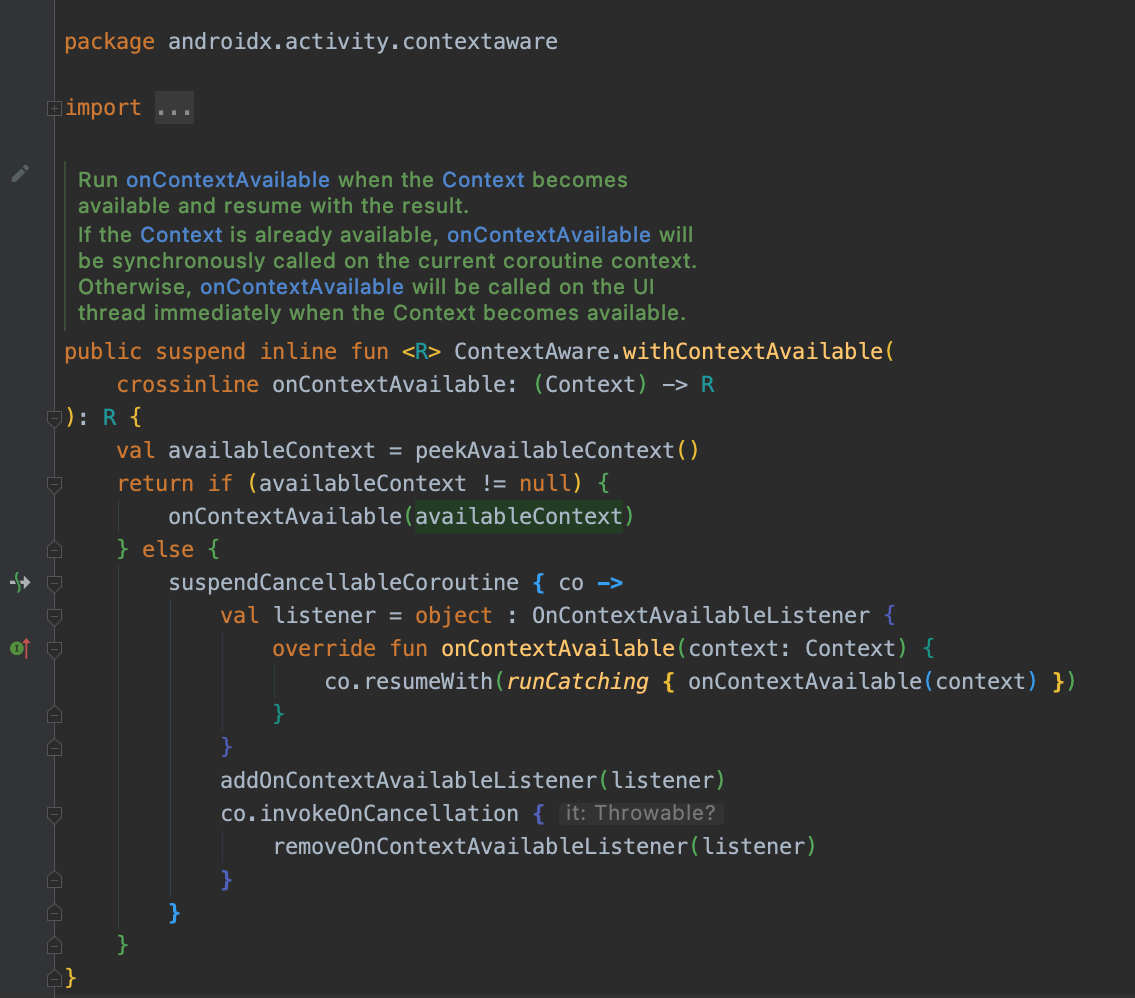 package androidx.activity.contextaware
import ...
Run onContextAvailable when the Context becomes
available and resume with the result.
If the Context is already available, onContextAvailable will
be synchronously called on the current coroutine context.
Otherwise, onContextAvailable will be called on the UI
thread immediately when the Context becomes available.
public suspend inline fun <R> ContextAware.withContextAvailable(
    crossinline onContextAvailable: (Context) -> R
): R {
    val availableContext = peekAvailableContext()
    return if (availableContext != null) {
        onContextAvailable(availableContext)
    } else {
        suspendCancellableCoroutine { co ->
            val listener = object : OnContextAvailableListener {
                override fun onContextAvailable(context: Context) {
                    co.resumeWith(runCatching { onContextAvailable(context) })
                }
            }
            addOnContextAvailableListener(listener)
            co.invokeOnCancellation { it: Throwable?
                removeOnContextAvailableListener(listener)
            }
        }
    }
}